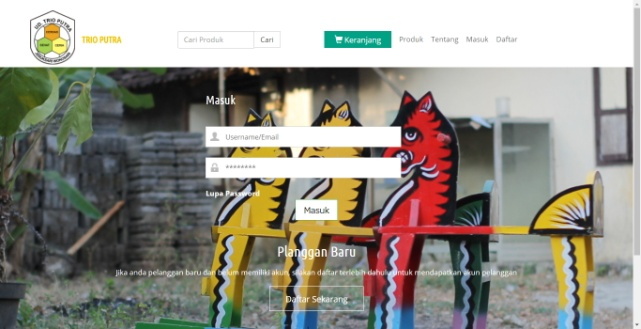 TRIO PUTRA
TRIO PUTRA
Cari Produk
Cari
Keranjang
Produk
Tentang
Masuk
Daftar
Masuk
Username/Email
********
Lupa Password
Masuk
Planggan Baru
Jika anda pelanggan baru dan belum memiliki akun, silakan daftar terlebih dahulu untuk mendapatkan akun pelanggan
Daftar Sekarang